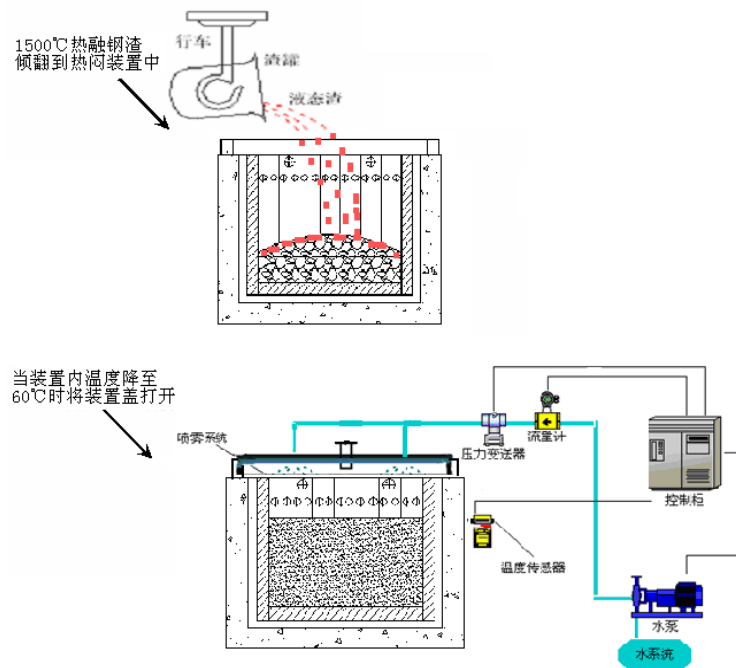 行车
1500℃热融钢渣
倾翻到热闷装置中
渣罐
液态渣
当装置内温度降至
60℃时将装置盖打开
喷雾系统
压力变送器
流量计
控制柜
温度传感器
水泵
水系统